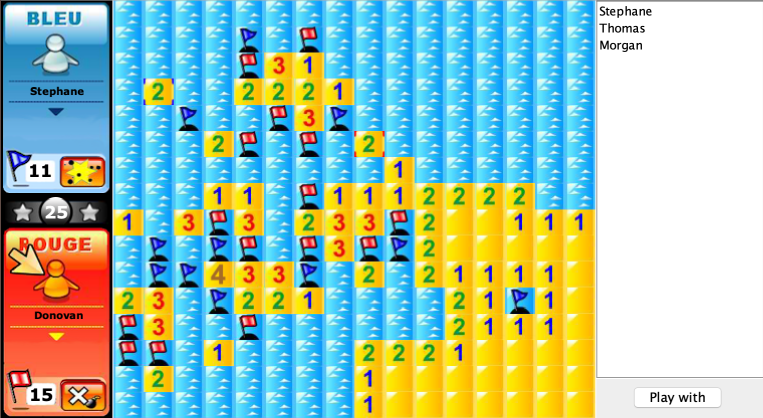 BLEU
Stephane
11
25
ROUGE
Donovan
15
3 1
2 2 2 2 1
3
2 2
1
1 1 1 1 1 2 2 2 2
1 3 3 2 3 3 2 1 1 1
3 2
4 3 3 2 2 1 1 1 1
2 3 2 2 1 2 1 1
3 2 1 1 1
1 2 2 2 1
2 1
1
Stephane
Thomas
Morgan
Play with